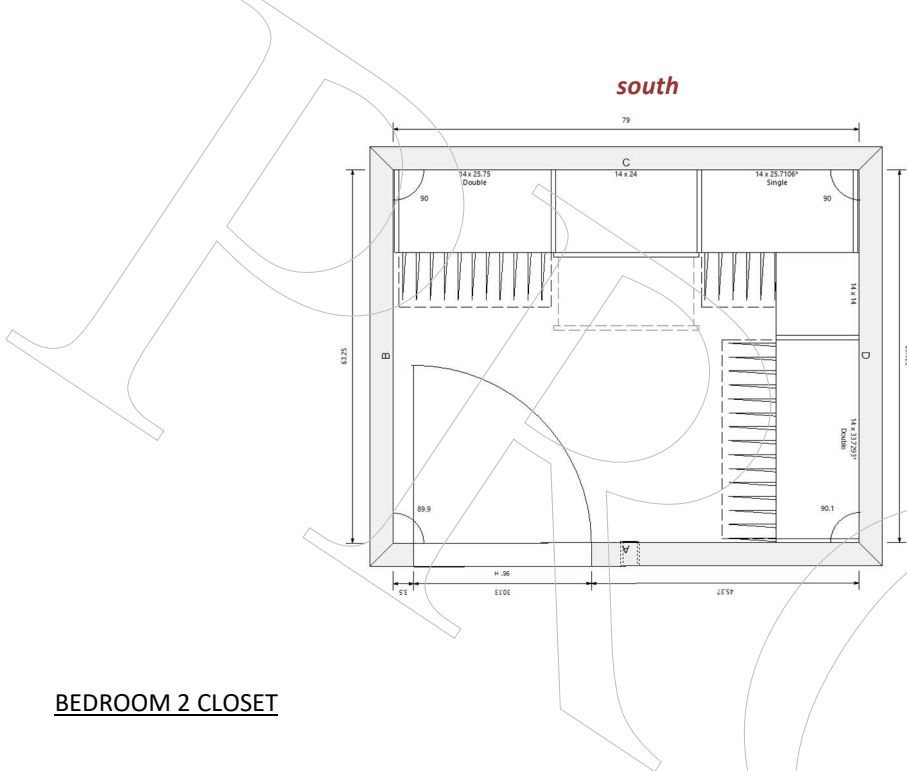 south
79
C
14 x 25.75
Double
14 x 24
14 x 25.7106*
Single
90
90
14 x 14
B
D
63.25
14 x 33.7293*
Double
89.9
90.1
A
96. H
3.5
30.13
45.37
BEDROOM 2 CLOSET